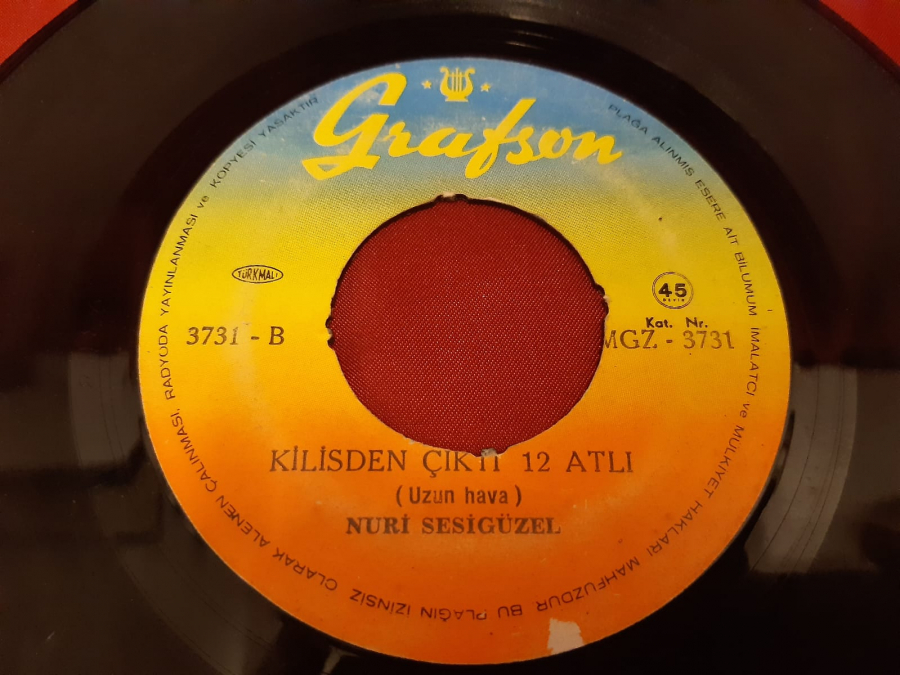 Grafson
PLAĞA ALINMIŞ ESERE AİT BİLUMUM İMALATCI ve MÜLKİYET HAKLARI MAHFUZDUR BU PLAĞIN İZİNSİZ OLARAK ALENEN ÇALINMASI, RADYODA YAYINLANMASI ve KOPYESİ YASAKTIR
TÜRKMALI
45
DEVİR
3731 - B
Kat. Nr.
MGZ - 3731
KİLİSDEN ÇIKTI 12 ATLI
(Uzun hava)
NURİ SESİGÜZEL